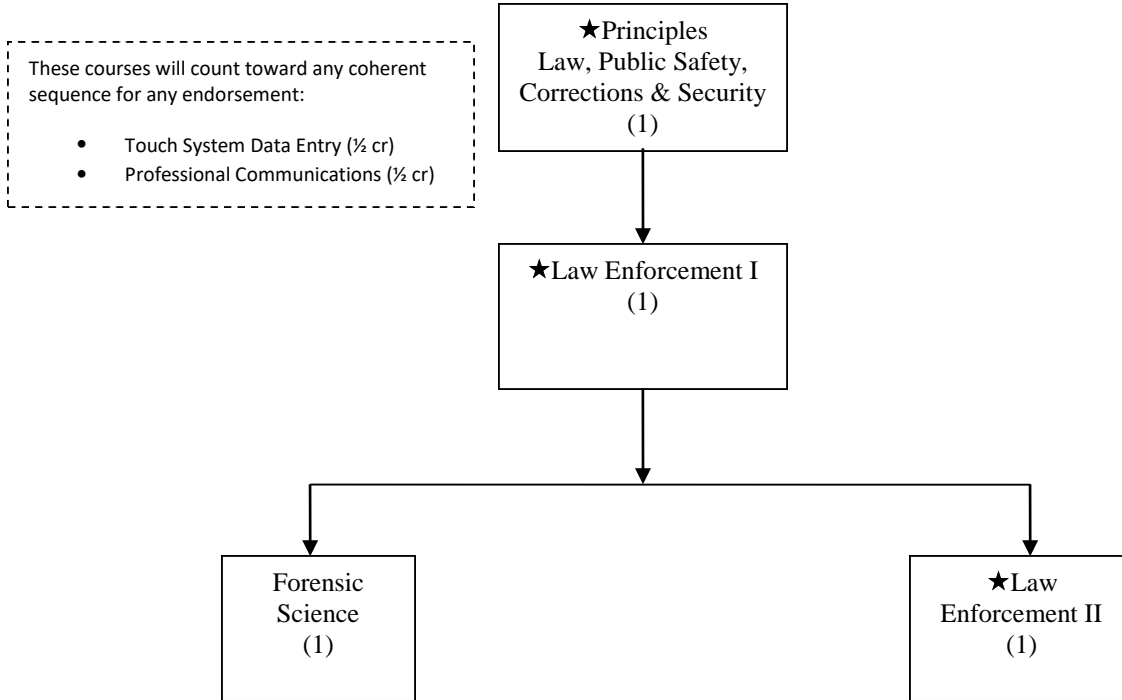 ★Principles
Law, Public Safety,
Corrections & Security
(1)
These courses will count toward any coherent
sequence for any endorsement:
• Touch System Data Entry (½ cr)
• Professional Communications (½ cr)
★Law Enforcement I
(1)
Forensic
Science
(1)
★Law
Enforcement II
(1)